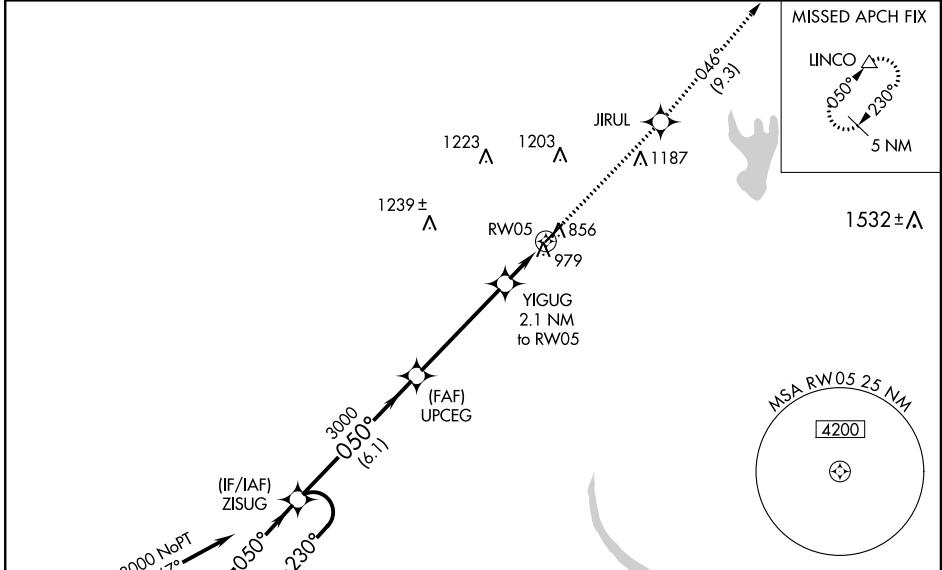 MISSED APCH FIX
LINCO
050°
230°
5 NM
046°
(9.3)
JIRUL
1223
1203
1187
1239 ±
1532 ±
RW05
856
979
YIGUG
2.1 NM
to RW05
(FAF)
UPCEG
3000
050°
(6.1)
MSA RW05 25 NM
4200
(IF/IAF)
ZISUG
NoPT
050°
230°